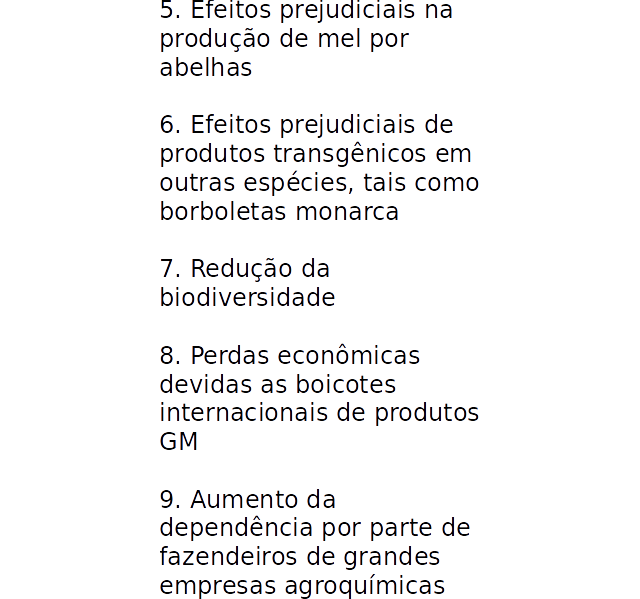 5. Efeitos prejudiciais na
produção de mel por
abelhas
6. Efeitos prejudiciais de
produtos transgênicos em
outras espécies, tais como
borboletas monarca
7. Redução da
biodiversidade
8. Perdas econômicas
devidas as boicotes
internacionais de produtos
GM
9. Aumento da
dependência por parte de
fazendeiros de grandes
empresas agroquímicas